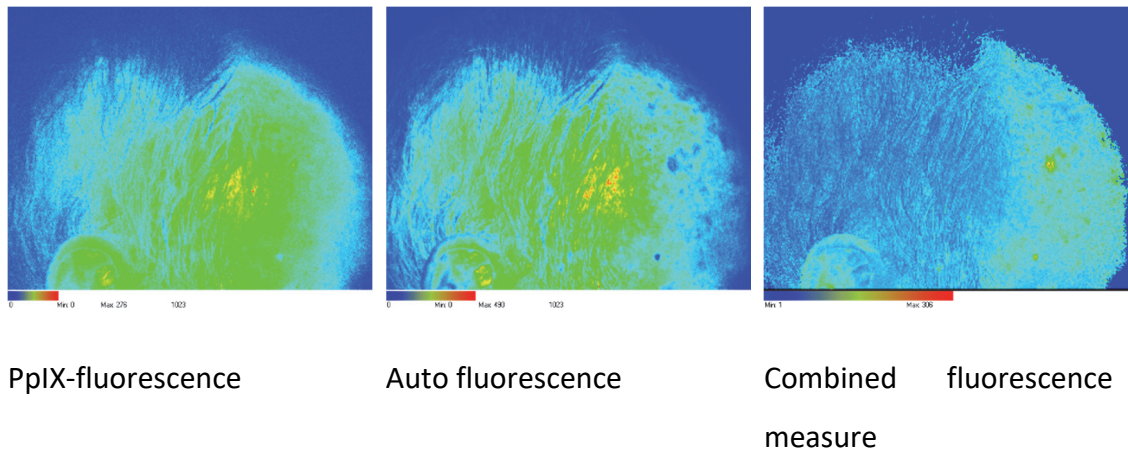 0 Min: 0 Max: 276 1023
0 Min: 0 Max: 490 1023
Min: 1 Max: 306
PpIX-fluorescence
Auto fluorescence
Combined fluorescence
measure